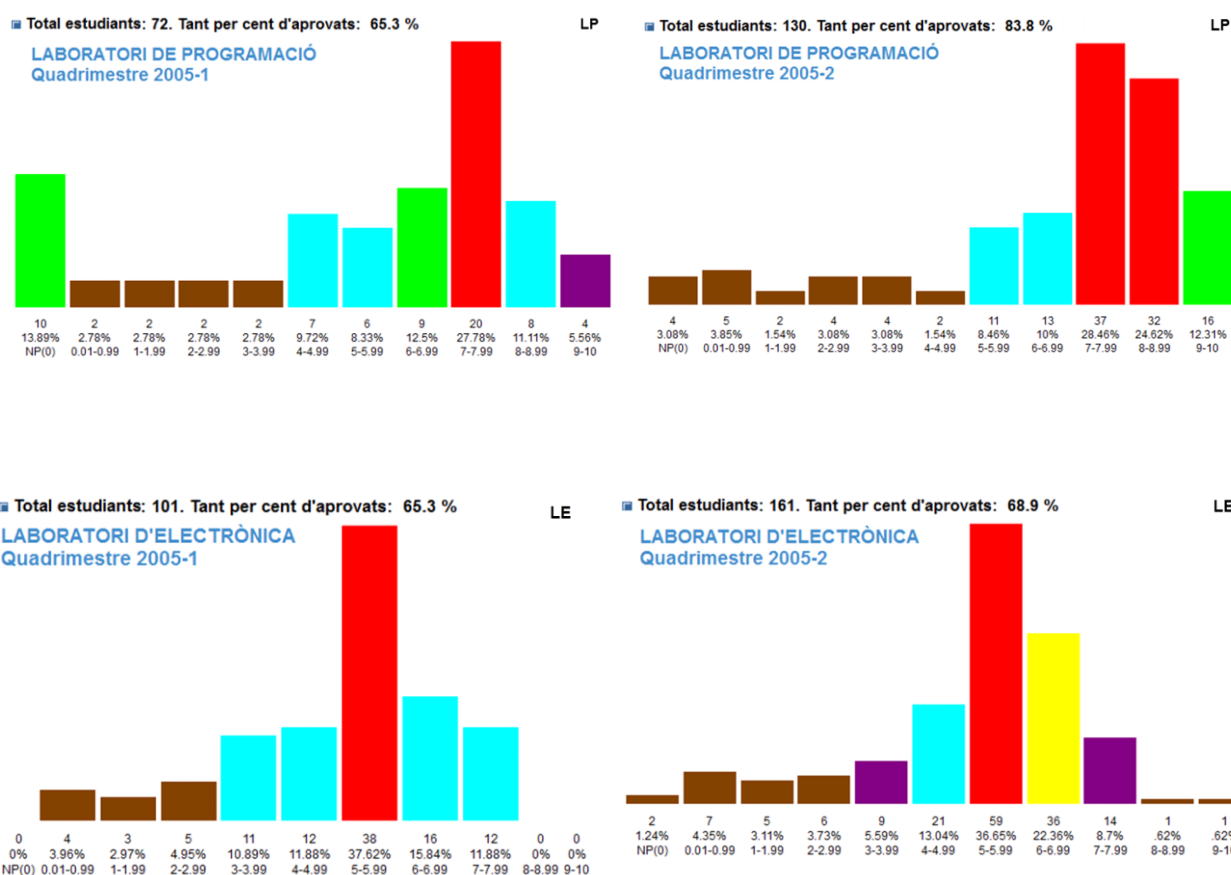 Total estudiants: 72. Tant per cent d'aprovats: 65.3 % LP
LABORATORI DE PROGRAMACIÓ
Quadrimestre 2005-1
10 2 2 2 2 7 6 9 20 8 4
13.89% 2.78% 2.78% 2.78% 2.78% 9.72% 8.33% 12.5% 27.78% 11.11% 5.56%
NP(0) 0.01-0.99 1-1.99 2-2.99 3-3.99 4-4.99 5-5.99 6-6.99 7-7.99 8-8.99 9-10
Total estudiants: 130. Tant per cent d'aprovats: 83.8 % LP
LABORATORI DE PROGRAMACIÓ
Quadrimestre 2005-2
4 5 2 4 4 2 11 13 37 32 16
3.08% 3.85% 1.54% 3.08% 3.08% 1.54% 8.46% 10% 28.46% 24.62% 12.31%
NP(0) 0.01-0.99 1-1.99 2-2.99 3-3.99 4-4.99 5-5.99 6-6.99 7-7.99 8-8.99 9-10
Total estudiants: 101. Tant per cent d'aprovats: 65.3 % LE
LABORATORI D'ELECTRÒNICA
Quadrimestre 2005-1
0 4 3 5 11 12 38 16 12 0 0
0% 3.96% 2.97% 4.95% 10.89% 11.88% 37.62% 15.84% 11.88% 0% 0%
NP(0) 0.01-0.99 1-1.99 2-2.99 3-3.99 4-4.99 5-5.99 6-6.99 7-7.99 8-8.99 9-10
Total estudiants: 161. Tant per cent d'aprovats: 68.9 % LE
LABORATORI D'ELECTRÒNICA
Quadrimestre 2005-2
2 7 5 6 9 21 59 36 14 1 1
1.24% 4.35% 3.11% 3.73% 5.59% 13.04% 36.65% 22.36% 8.7% .62% .62%
NP(0) 0.01-0.99 1-1.99 2-2.99 3-3.99 4-4.99 5-5.99 6-6.99 7-7.99 8-8.99 9-10